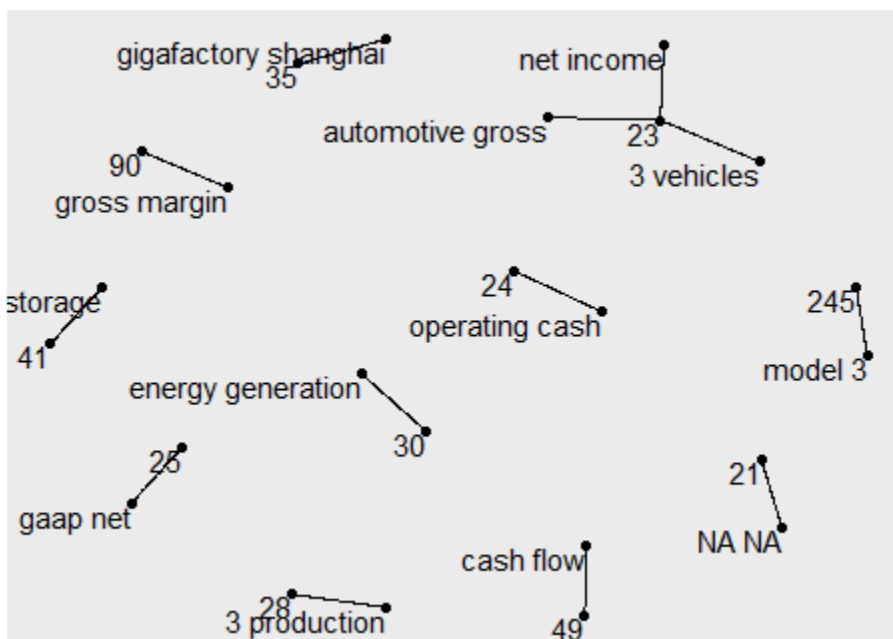 gigafactory shanghai
35
net income
automotive gross
23
3 vehicles
90
gross margin
24
operating cash
storage
41
245
model 3
energy generation
30
25
gaap net
21
NA NA
cash flow
49
28
3 production